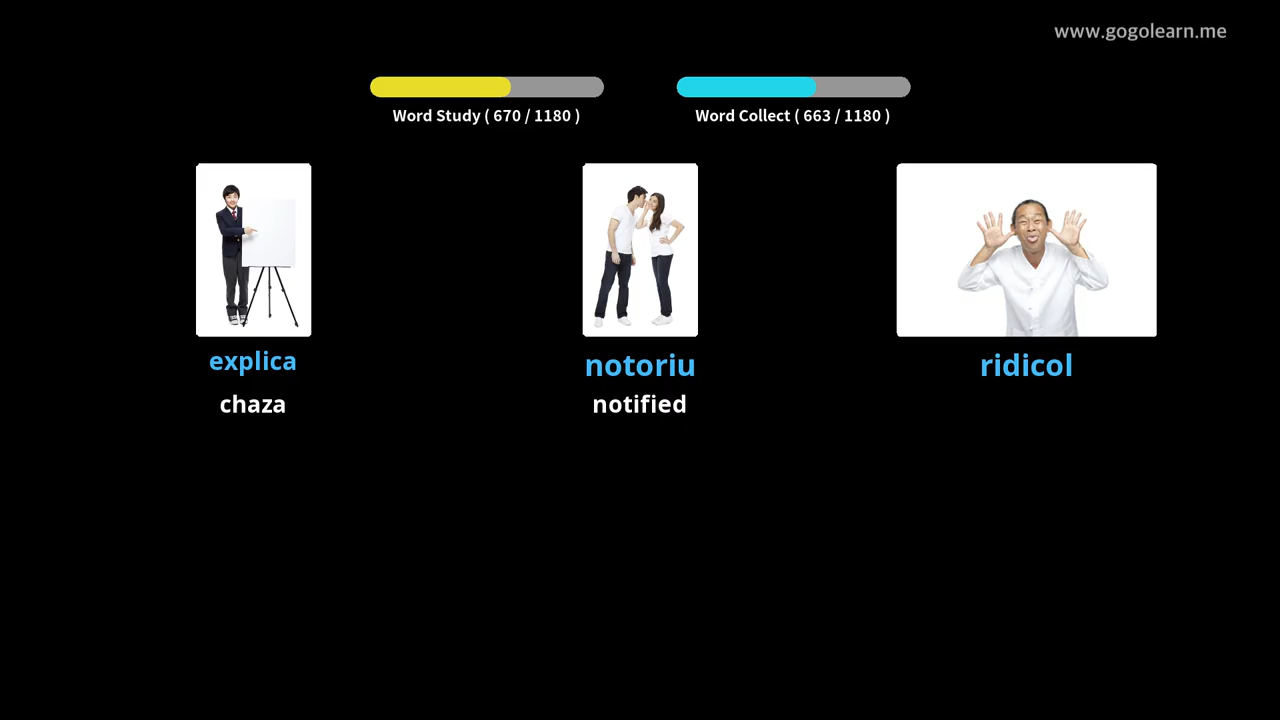 www.gogolearn.me
Word Study ( 670 / 1180 )
Word Collect ( 663 / 1180 )
explica
notoriu
ridicol
chaza
notified